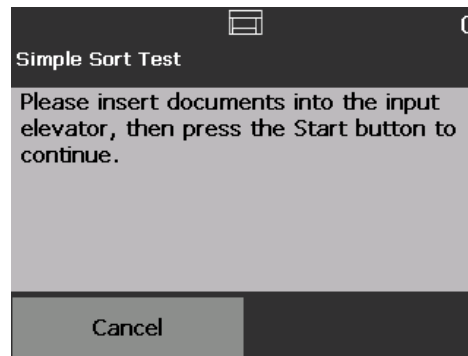 Simple Sort Test
Please insert documents into the input
elevator, then press the Start button to
continue.
Cancel